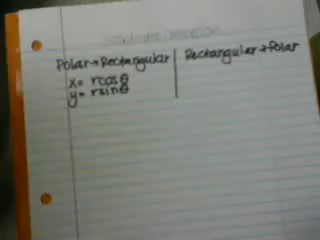 Polar → Rectangular
Rectangular → Polar
x = rcosθ
y = rsinθ